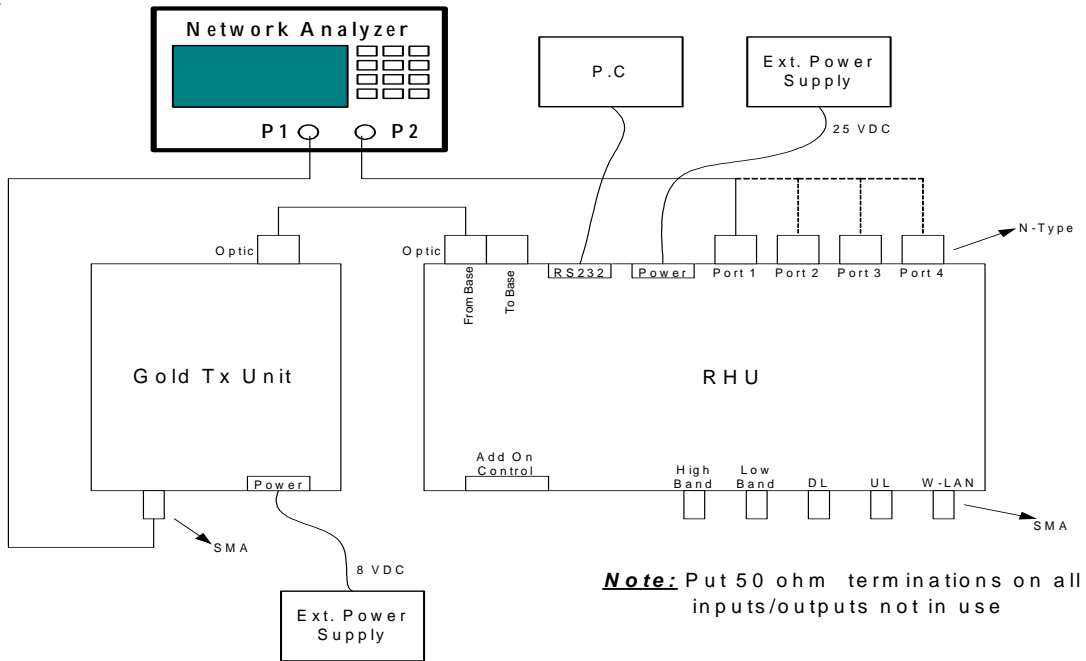 Network Analyzer
P1 P2
P.C
Ext. Power
Supply
25 VDC
N-Type
Optic
Optic
From Base
To Base
RS232
Power
Port 1
Port 2
Port 3
Port 4
Gold Tx Unit
RHU
Add On
Control
High
Band
Low
Band
DL
UL
W-LAN
Power
SMA
SMA
8 VDC
Ext. Power
Supply
Note: Put 50 ohm terminations on all
inputs/outputs not in use